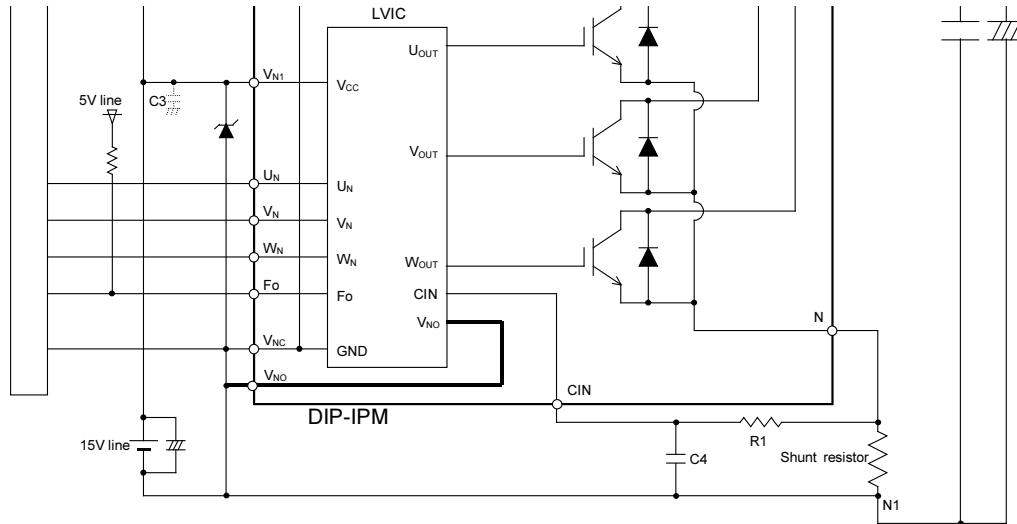 LVIC
UOUT
VN1
VCC
C3
5V line
VOUT
UN
UN
VN
VN
WN
WN
WOUT
Fo
Fo
CIN
VNO
N
VNC
GND
VNO
CIN
DIP-IPM
15V line
R1
C4
Shunt resistor
N1